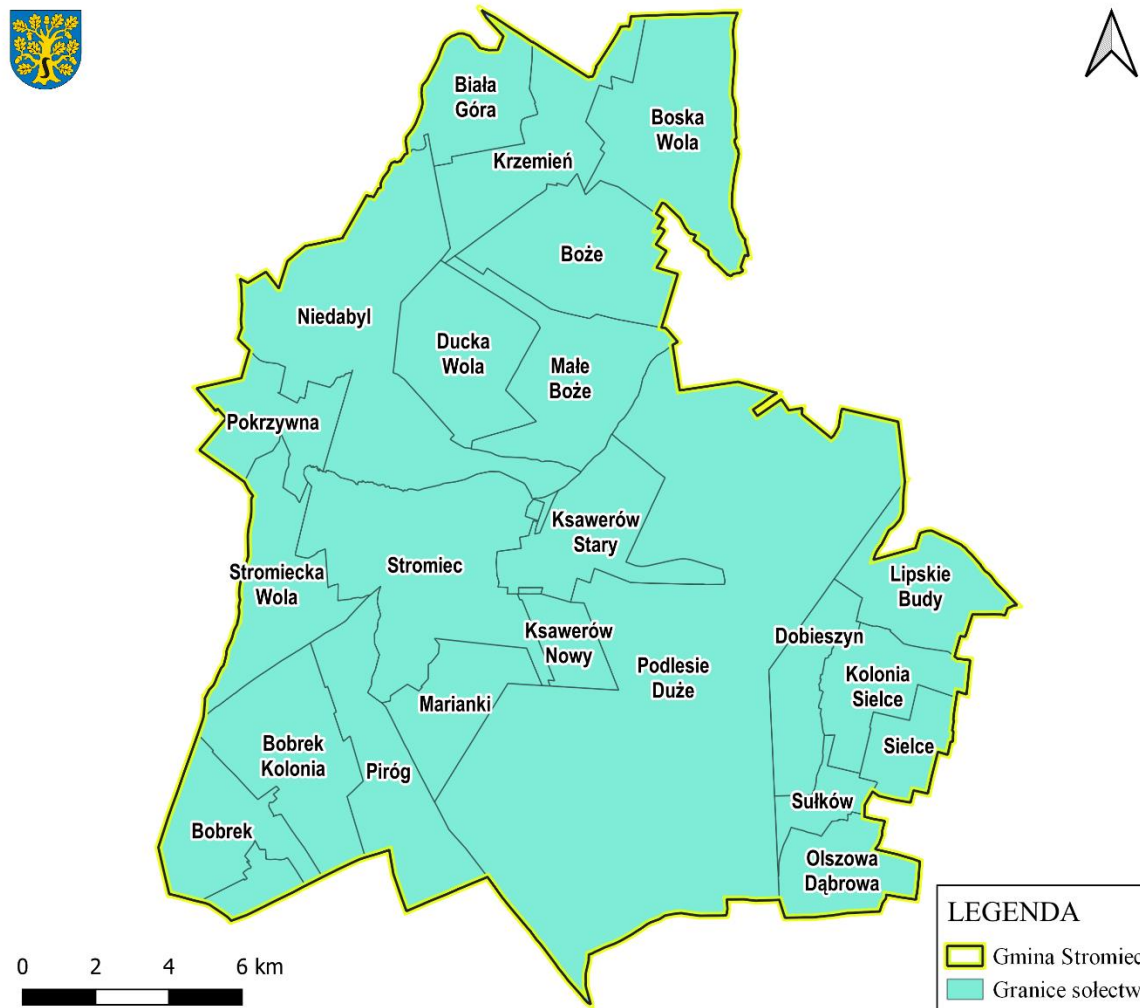 Biała
Góra
Boska
Wola
Krzemień
Boże
Niedabyl
Ducka
Wola
Małe
Boże
Pokrzywna
Ksawerów
Stary
Stromiec
Stromiecka
Wola
Lipskie
Budy
Ksawerów
Nowy
Dobieszyn
Podlesie
Duże
Kolonia
Sielce
Marianki
Sielce
Bobrek
Kolonia
Piróg
Sułków
Bobrek
Olszowa
Dąbrowa
LEGENDA
Gmina Stromiec
Granice sołectw
0 2 4 6 km